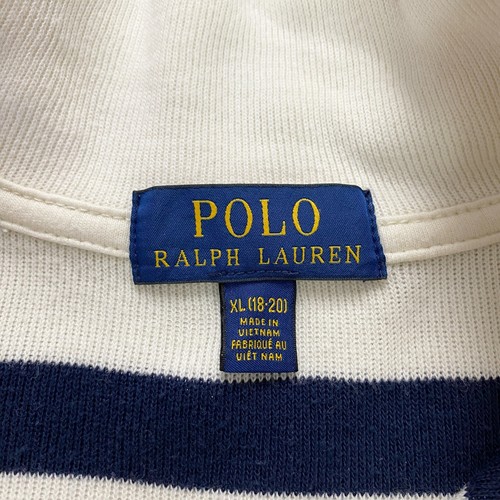 POLO
RALPH LAUREN
XL (18-20)
MADE IN
VIETNAM
FABRIQUÉ AU
VIÊT NAM